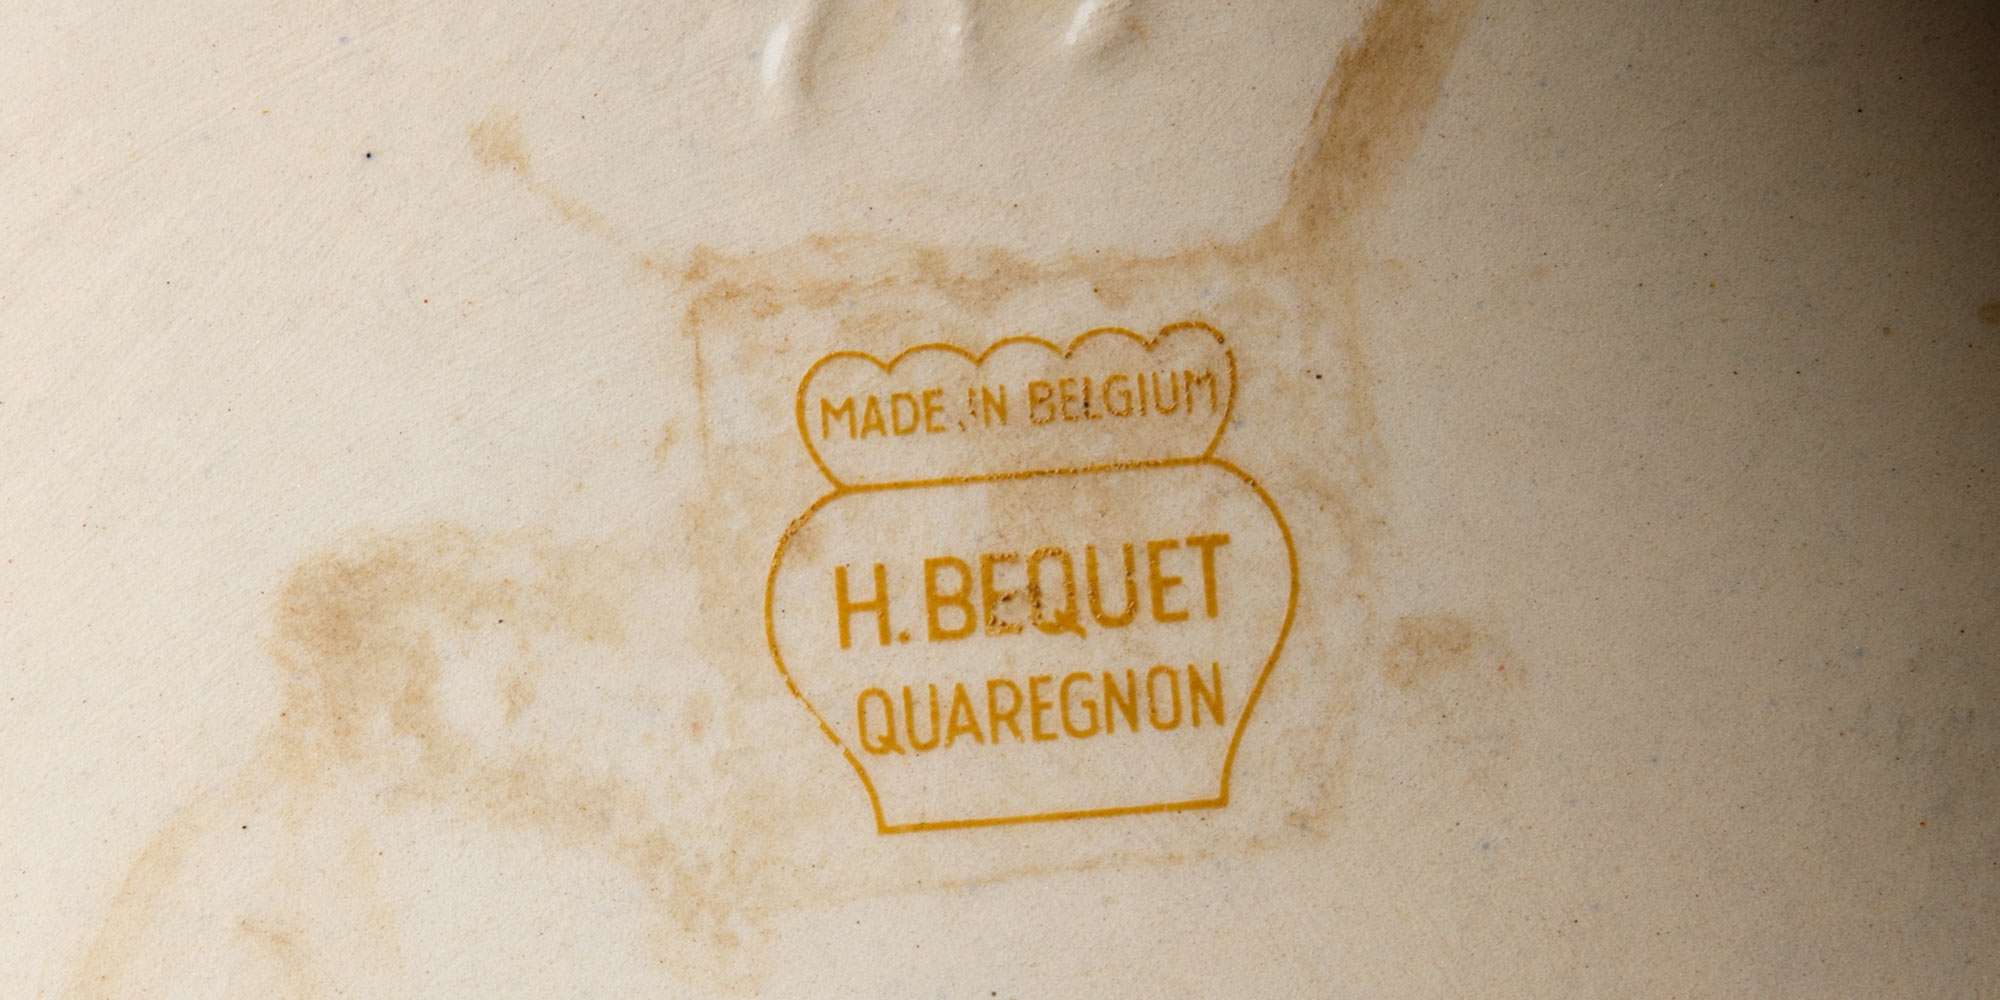 MADE IN BELGIUM
H. BEQUET
QUAREGNON